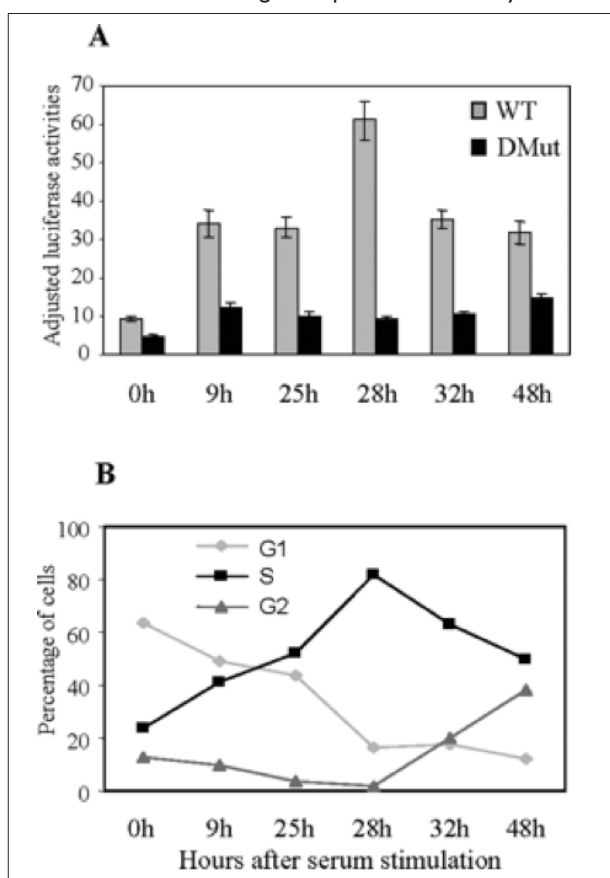 A
Adjusted luciferase activities
70
60
50
40
30
20
10
0
WT
DMut
0h 9h 25h 28h 32h 48h
B
Percentage of cells
100
80
60
40
20
0
G1
S
G2
0h 9h 25h 28h 32h 48h
Hours after serum stimulation